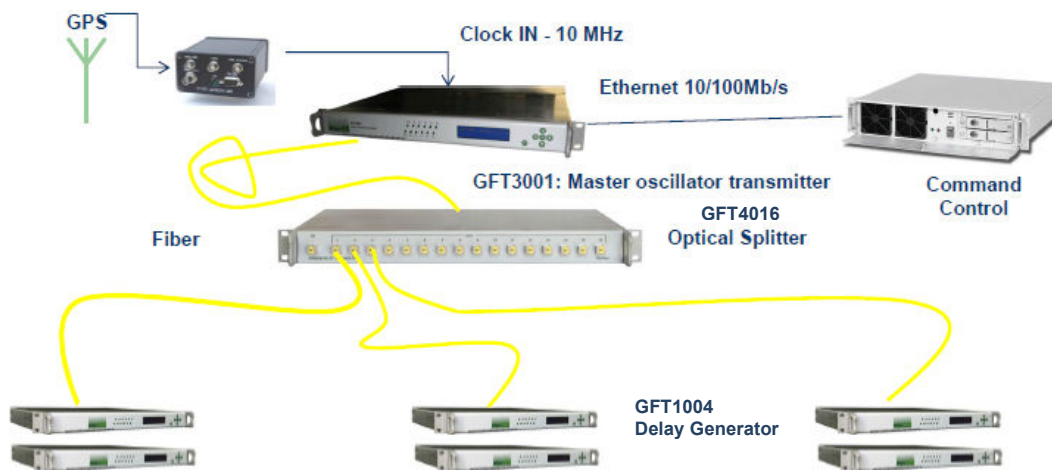 GPS
Clock IN - 10 MHz
Ethernet 10/100Mb/s
GFT3001: Master oscillator transmitter
Command
Control
GFT4016
Optical Splitter
Fiber
GFT1004
Delay Generator